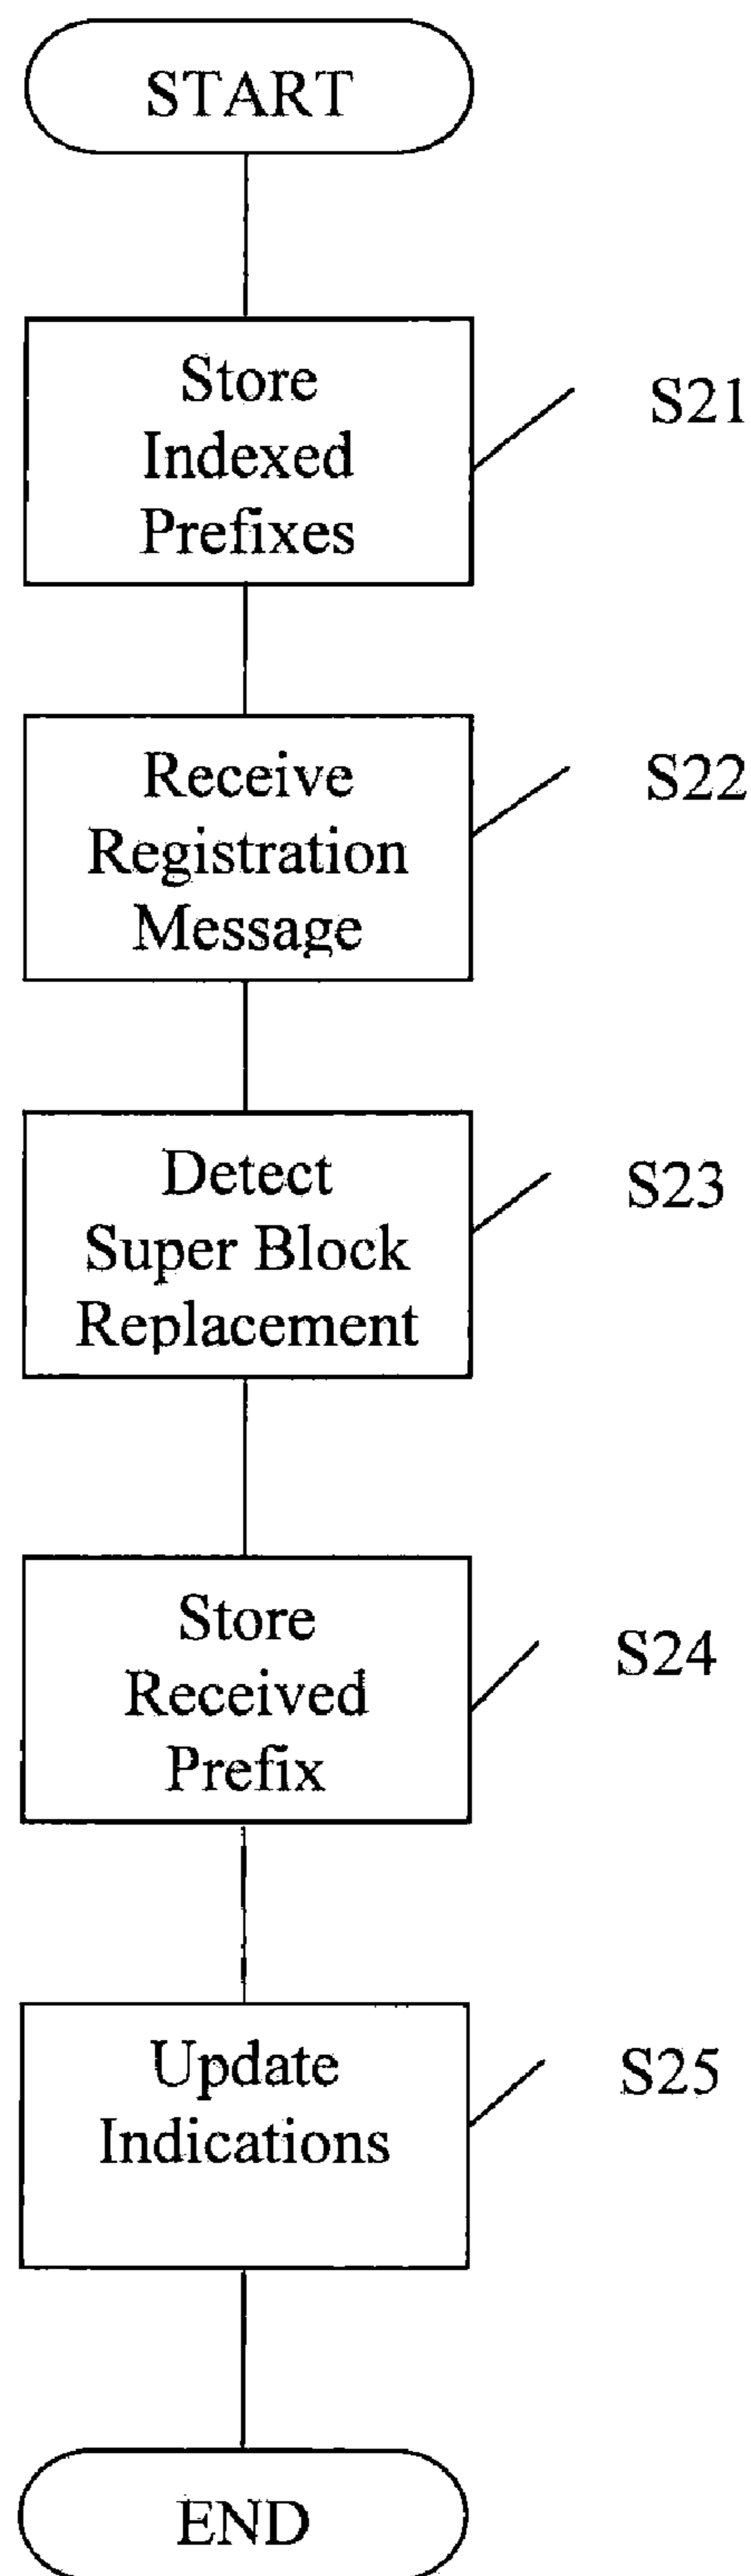 START
Store
Indexed
Prefixes
S21
Receive
Registration
Message
S22
Detect
Super Block
Replacement
S23
Store
Received
Prefix
S24
Update
Indications
S25
END